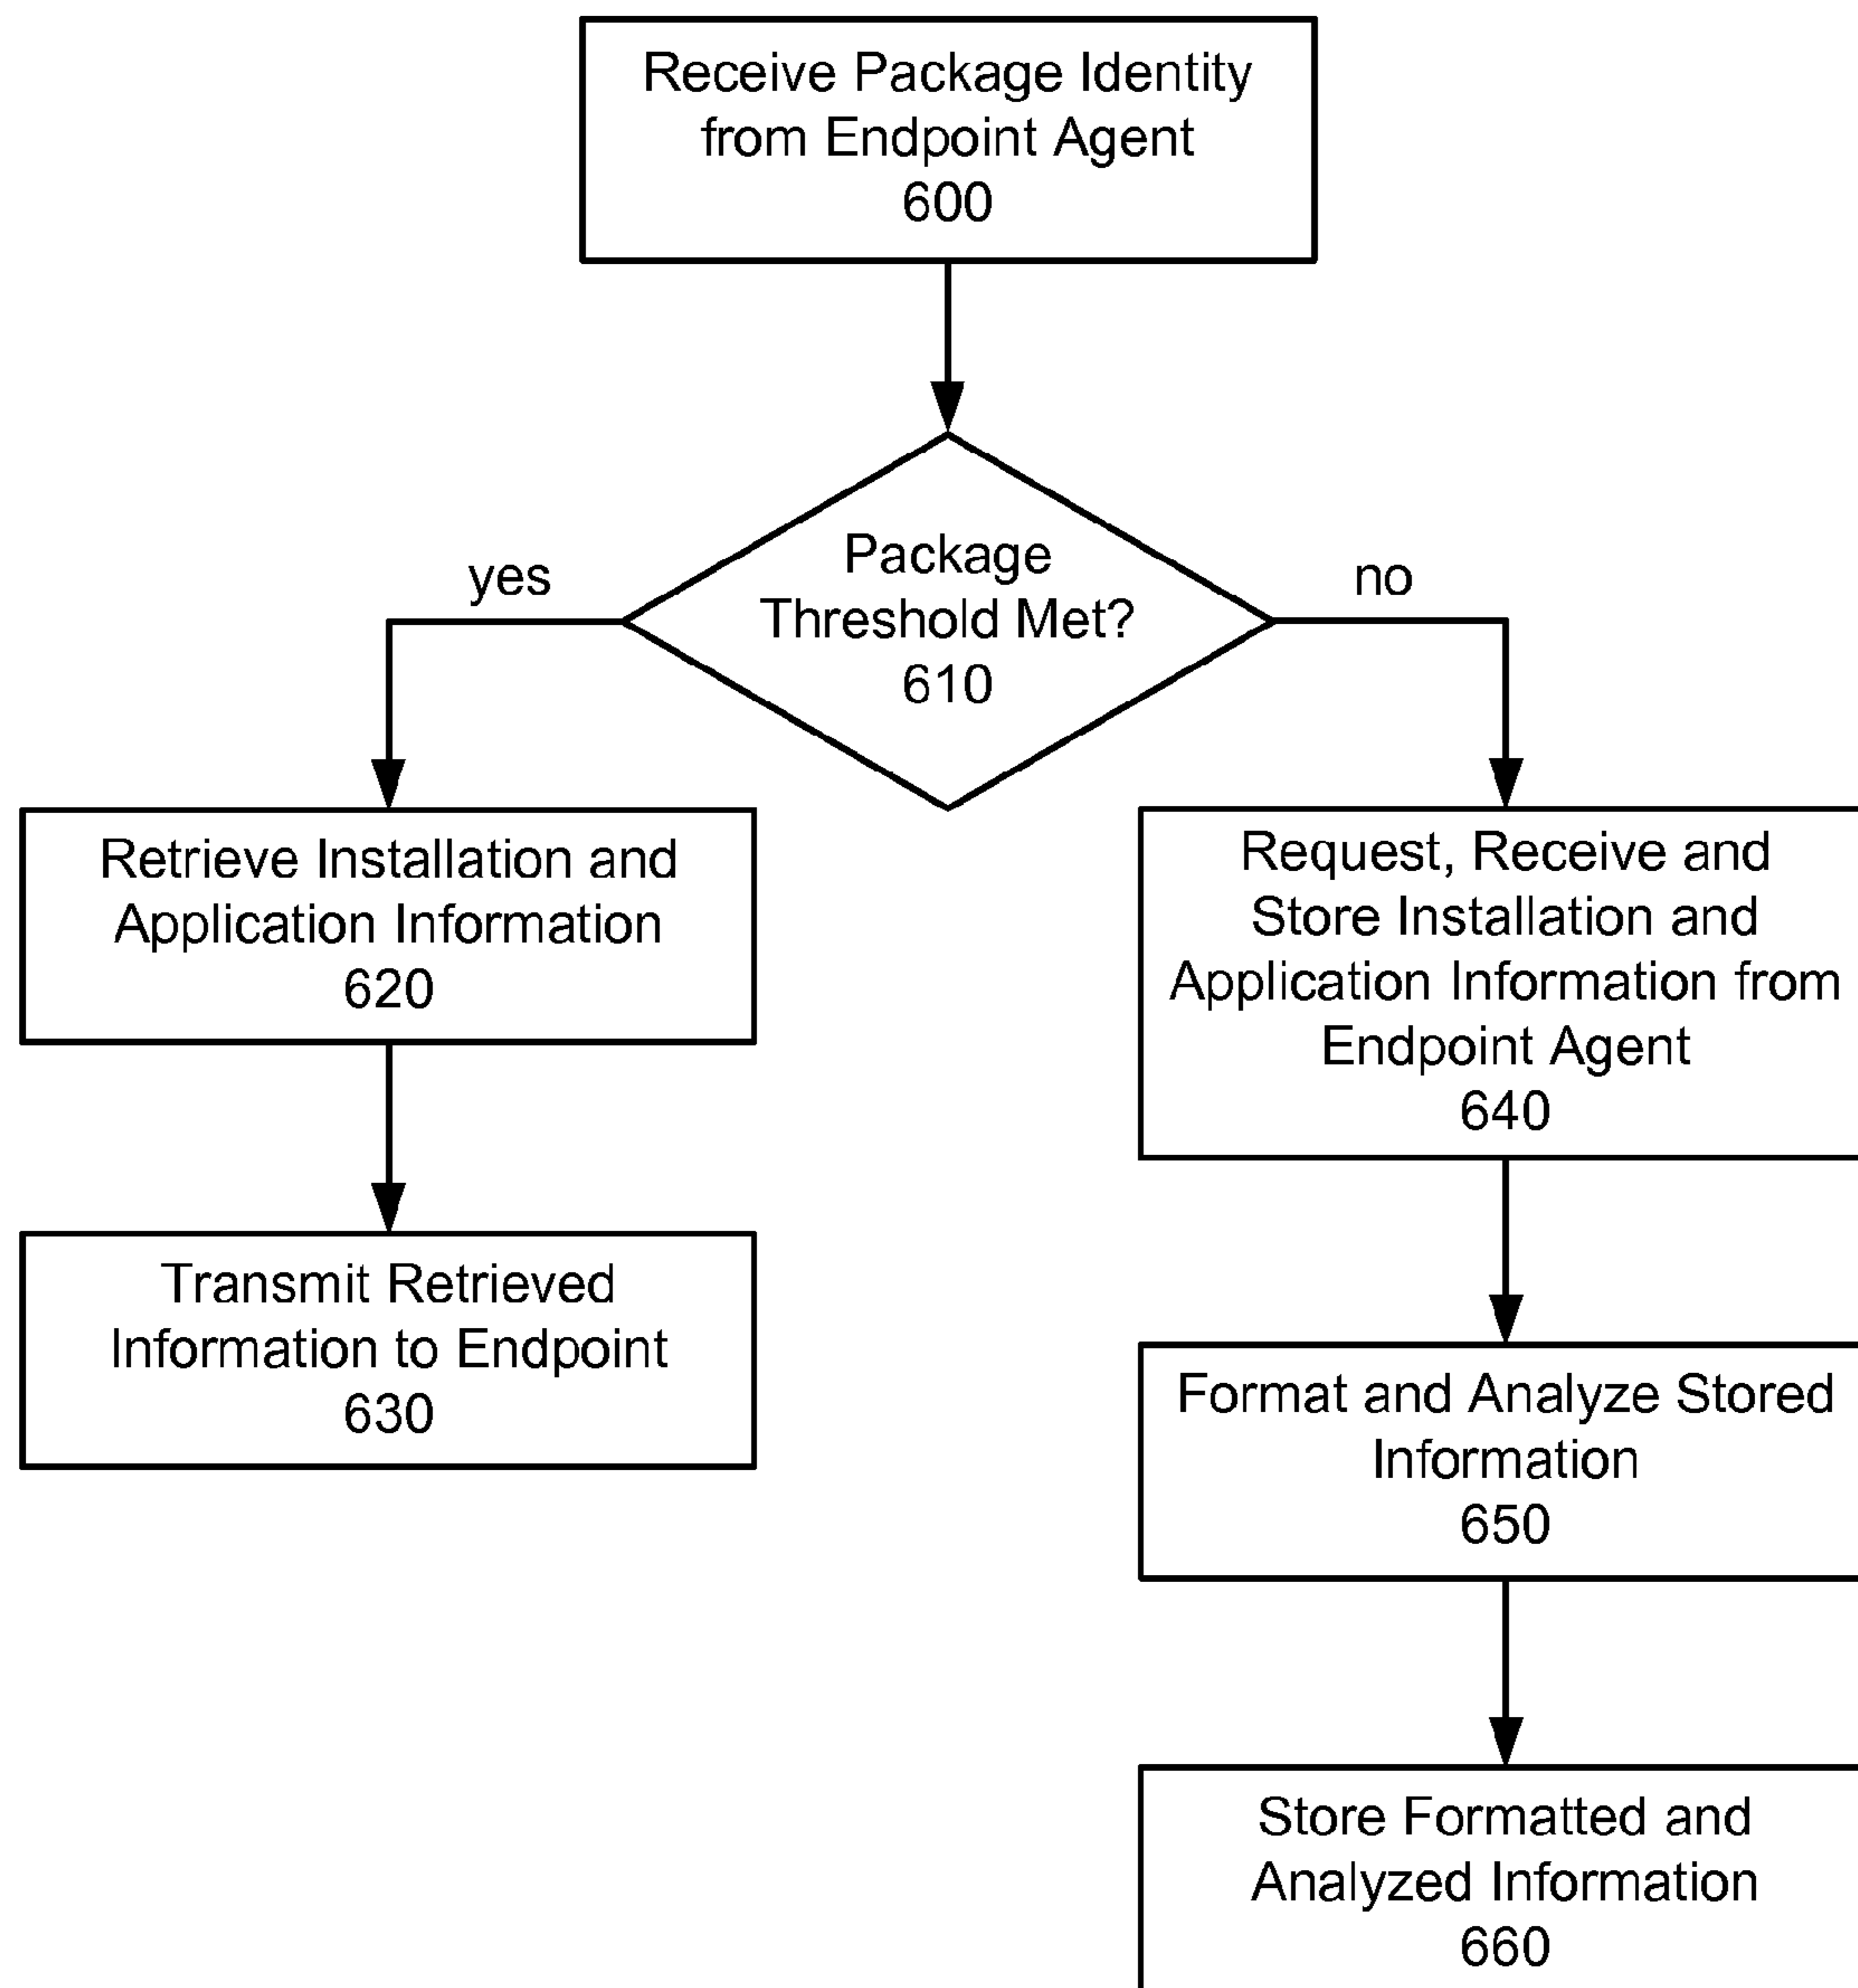 Receive Package Identity
from Endpoint Agent
600
Package
Threshold Met?
610
yes
no
Retrieve Installation and
Application Information
620
Transmit Retrieved
Information to Endpoint
630
Request, Receive and
Store Installation and
Application Information from
Endpoint Agent
640
Format and Analyze Stored
Information
650
Store Formatted and
Analyzed Information
660